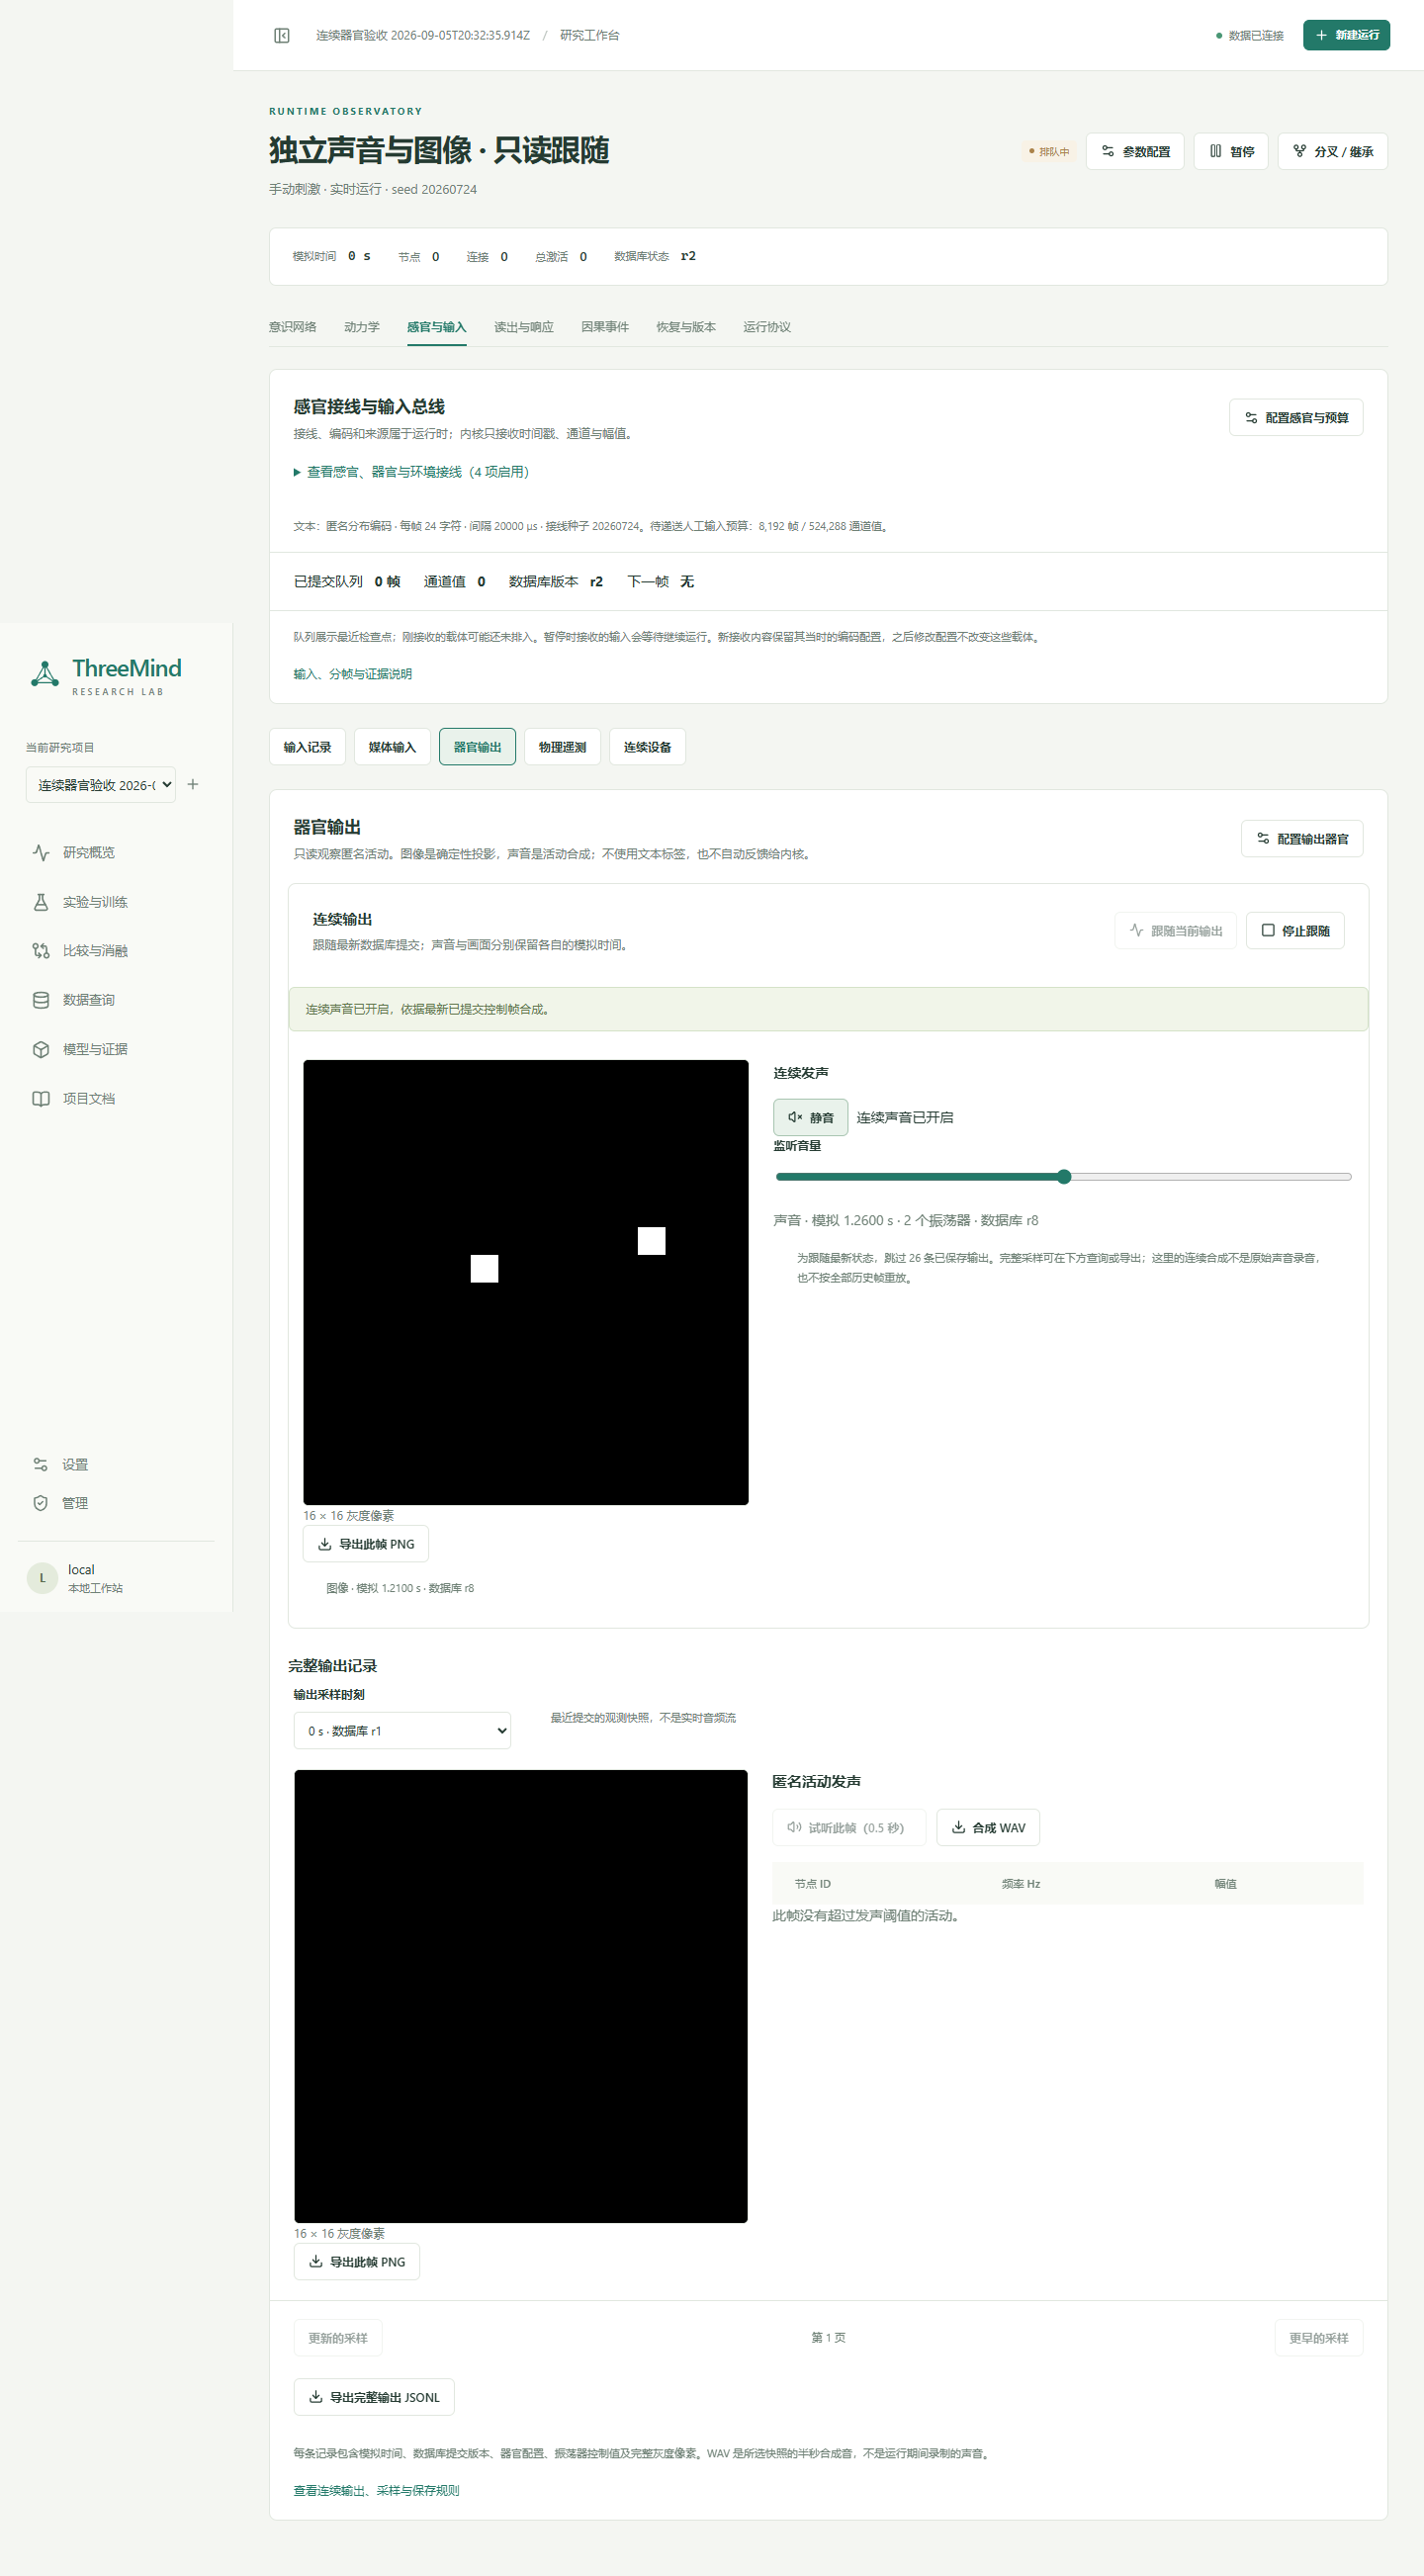 连续器官验收 2026-09-05T20:32:35.914Z / 研究工作台
数据已连接
新建运行
RUNTIME OBSERVATORY
独立声音与图像 · 只读跟随
排队中
参数配置
暂停
分叉 / 继承
手动刺激 · 实时运行 · seed 20260724
模拟时间 0 s 节点 0 连接 0 总激活 0 数据库状态 r2
意识网络 动力学 感官与输入 读出与响应 因果事件 恢复与版本 运行协议
感官接线与输入总线
接线、编码和来源属于运行时；内核只接收时间戳、通道与幅值。
配置感官与预算
查看感官、器官与环境接线（4 项启用）
文本：匿名分布编码 · 每帧 24 字符 · 间隔 20000 μs · 接线种子 20260724。待递送人工输入预算：8,192 帧 / 524,288 通道值。
已提交队列 0 帧 通道值 0 数据库版本 r2 下一帧 无
队列展示最近检查点；刚接收的载体可能还未排入。暂停时接收的输入会等待继续运行。新接收内容保留其当时的编码配置，之后修改配置不改变这些载体。
输入、分帧与证据说明
ThreeMind
RESEARCH LAB
当前研究项目
连续器官验收 2026-(
研究概览
实验与训练
比较与消融
数据查询
模型与证据
项目文档
设置
管理
L
local
本地工作站
输入记录 媒体输入 器官输出 物理遥测 连续设备
器官输出
只读观察匿名活动。图像是确定性投影，声音是活动合成；不使用文本标签，也不自动反馈给内核。
配置输出器官
连续输出
跟随最新数据库提交；声音与画面分别保留各自的模拟时间。
跟随当前输出
停止跟随
连续声音已开启，依据最新已提交控制帧合成。
连续发声
静音
连续声音已开启
监听音量
声音 · 模拟 1.2600 s · 2 个振荡器 · 数据库 r8
为跟随最新状态，跳过 26 条已保存输出。完整采样可在下方查询或导出；这里的连续合成不是原始声音录音，
也不按全部历史帧重放。
16 × 16 灰度像素
导出此帧 PNG
图像 · 模拟 1.2100 s · 数据库 r8
完整输出记录
输出采样时刻
0 s · 数据库 r1
最近提交的观测快照，不是实时音频流
匿名活动发声
试听此帧（0.5 秒）
合成 WAV
节点 ID 频率 Hz 幅值
此帧没有超过发声阈值的活动。
16 × 16 灰度像素
导出此帧 PNG
更新的采样
第 1 页
更早的采样
导出完整输出 JSONL
每条记录包含模拟时间、数据库提交版本、器官配置、振荡器控制值及完整灰度像素。WAV 是所选快照的半秒合成音，不是运行期间录制的声音。
查看连续输出、采样与保存规则